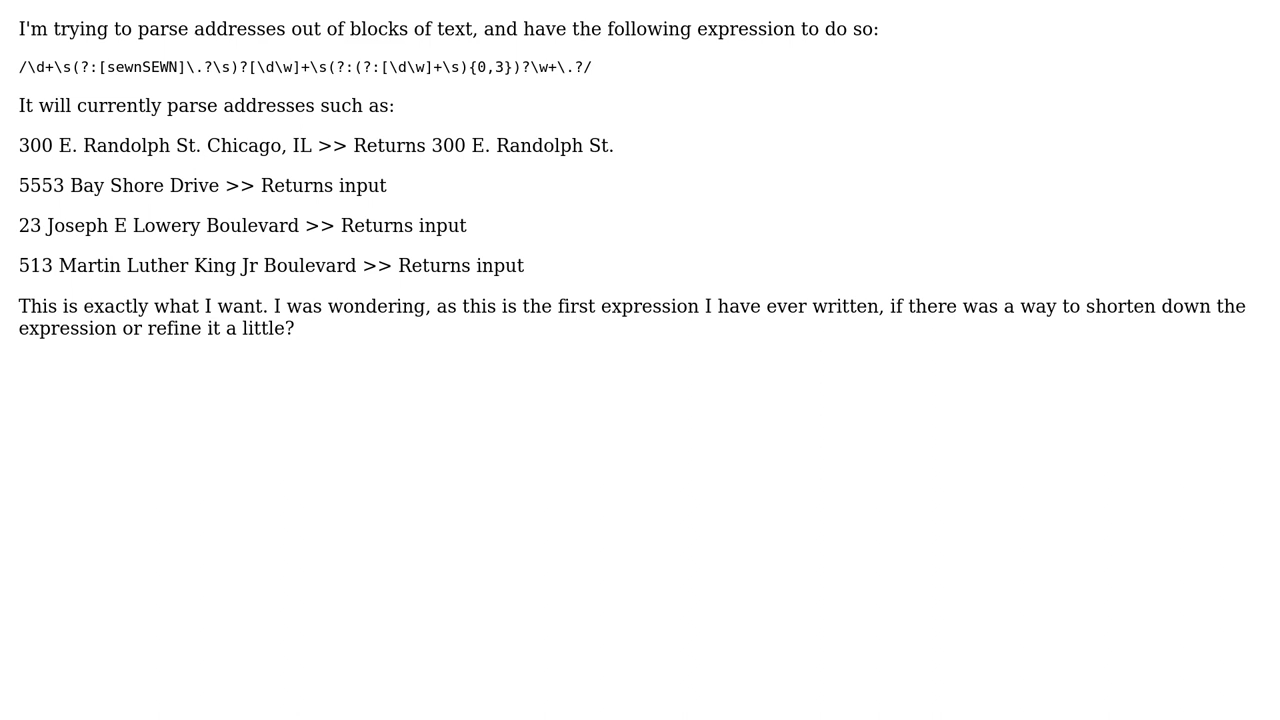 I'm trying to parse addresses out of blocks of text, and have the following expression to do so:
/\d+\s(?:[sewnSEWN]\.?\s)?[\d\w]+\s(?:(?:[\d\w]+\s){0,3})?\w+\.?/
It will currently parse addresses such as:
300 E. Randolph St. Chicago, IL >> Returns 300 E. Randolph St.
5553 Bay Shore Drive >> Returns input
23 Joseph E Lowery Boulevard >> Returns input
513 Martin Luther King Jr Boulevard >> Returns input
This is exactly what I want. I was wondering, as this is the first expression I have ever written, if there was a way to shorten down the
expression or refine it a little?